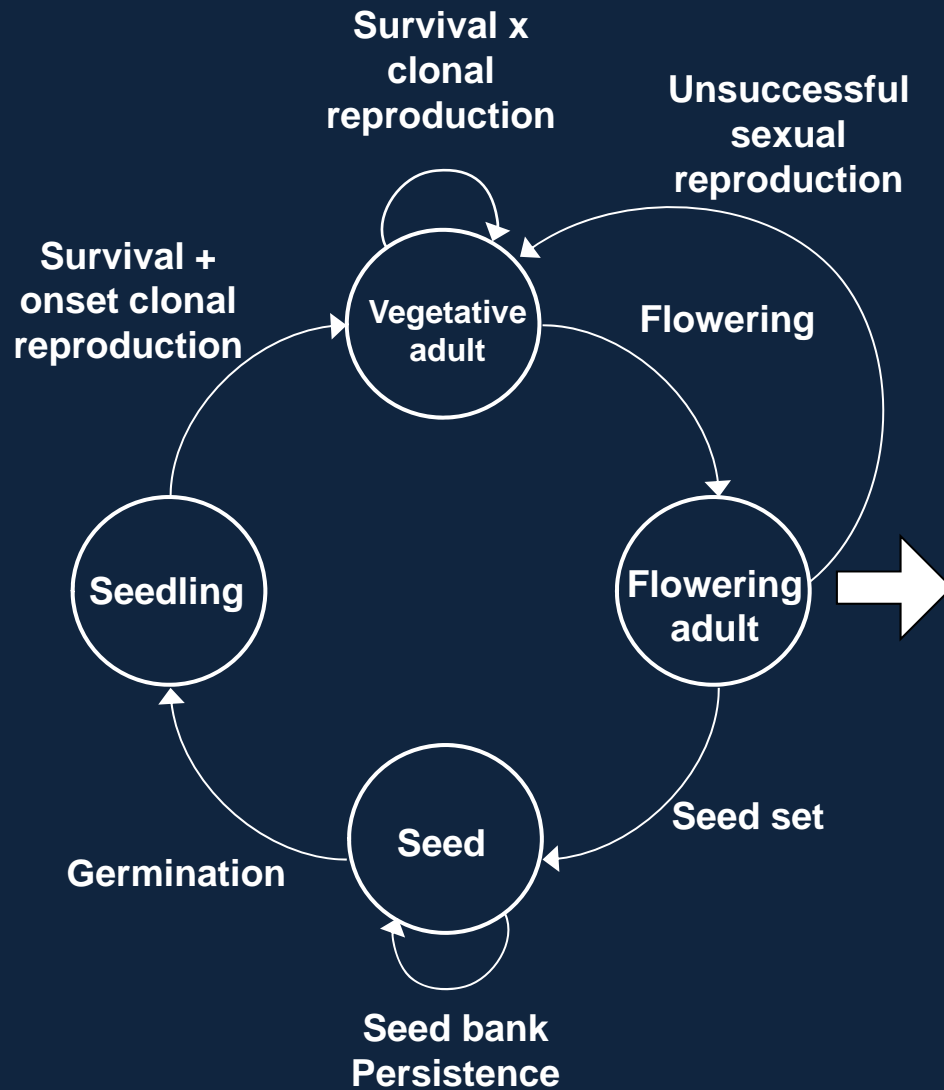 Survival x
clonal
reproduction
Unsuccessful
sexual
reproduction
Survival +
onset clonal
reproduction
Vegetative
adult
Flowering
Seedling
Flowering
adult
Seed set
Seed
Germination
Seed bank
Persistence